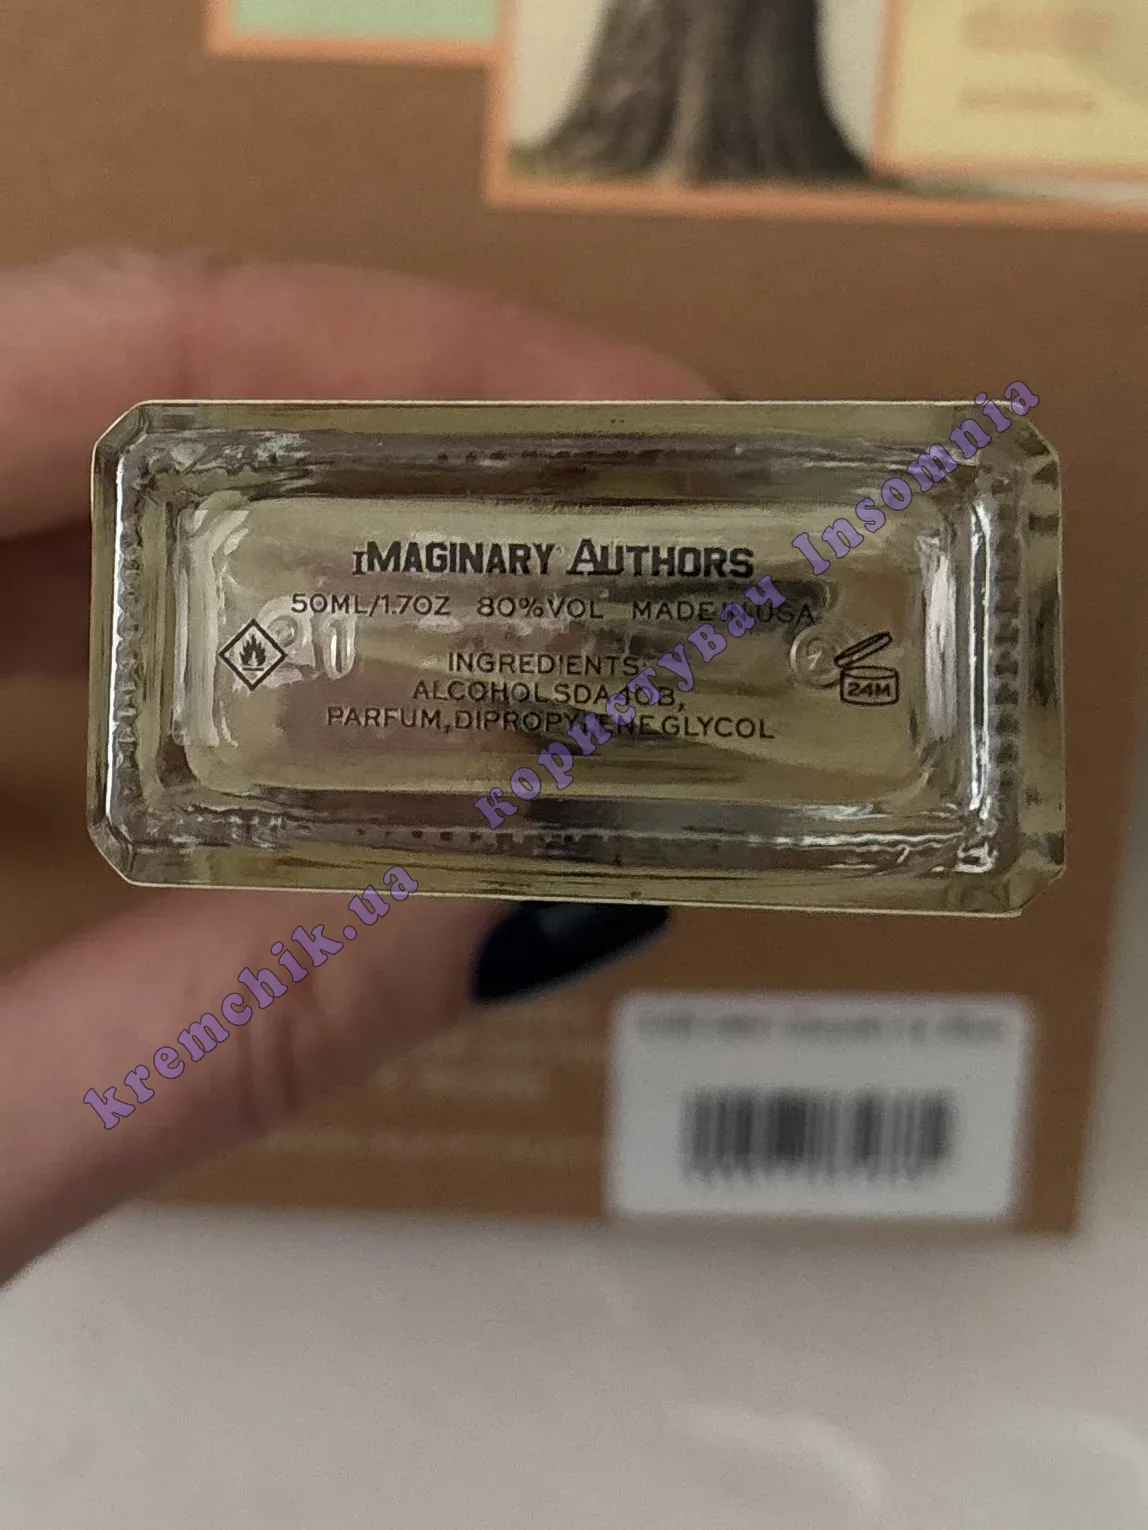 IMAGINARY AUTHORS
50ML/1.7OZ 80%VOL MADE IN USA
INGREDIENTS:
ALCOHOL SDA 40B,
PARFUM, DIPROPYLENE GLYCOL
24M
kremchik.ua користувач Insomnia